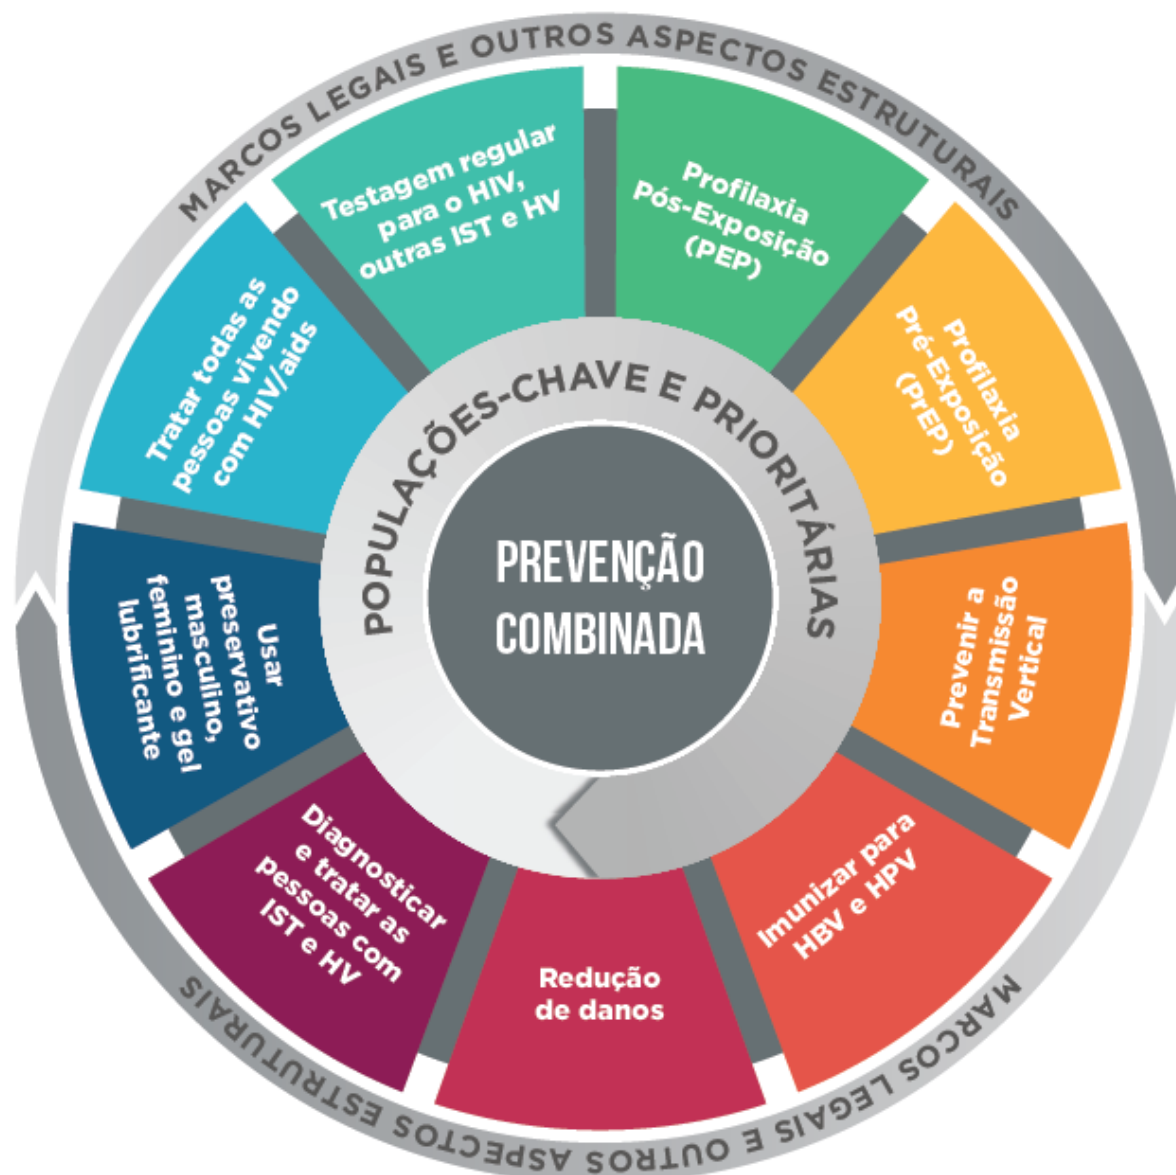 MARCOS LEGAIS E OUTROS ASPECTOS ESTRUTURAIS
Testagem regular
para o HIV,
outras IST e HV
Profilaxia
Pós-Exposição
(PEP)
Profilaxia
Pré-Exposição
(PrEP)
Prevenir a
Transmissão
Vertical
Imunizar para
HBV e HPV
Redução
de danos
Diagnosticar
e tratar as
pessoas com
IST e HV
Usar
preservativo
masculino,
feminino e gel
lubrificante
Tratar todas as
pessoas vivendo
com HIV/aids
POPULAÇÕES-CHAVE E PRIORITÁRIAS
PREVENÇÃO
COMBINADA
MARCOS LEGAIS E OUTROS ASPECTOS ESTRUTURAIS